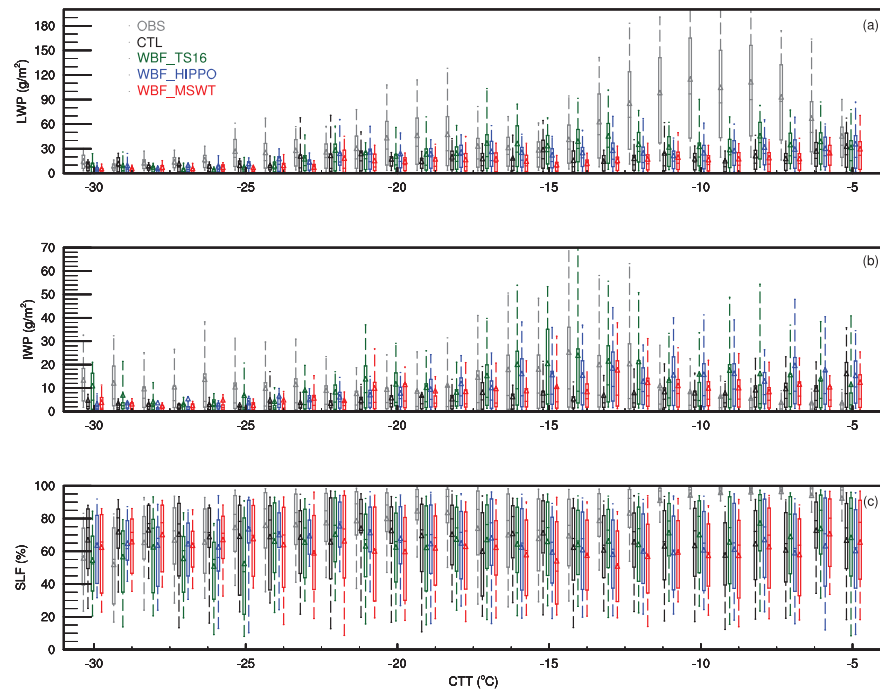 (a)
OBS
CTL
WBF_TS16
WBF_HIPPO
WBF_MSWT
LWP (g/m²)
180
150
120
90
60
30
0
-30 -25 -20 -15 -10 -5
(b)
IWP (g/m²)
70
60
50
40
30
20
10
0
-30 -25 -20 -15 -10 -5
(c)
SLF (%)
100
80
60
40
20
0
-30 -25 -20 -15 -10 -5
CTT (°C)